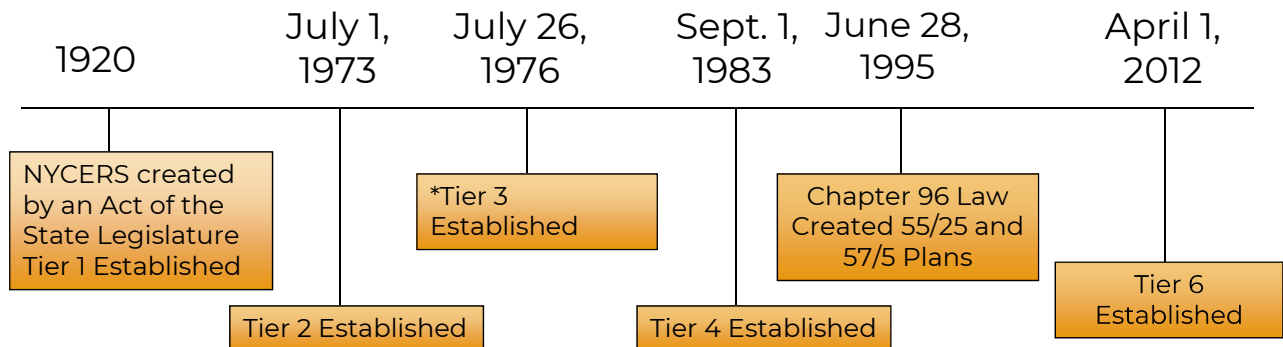 1920
July 1,
1973
July 26,
1976
Sept. 1,
1983
June 28,
1995
April 1,
2012
NYCERS created
by an Act of the
State Legislature
Tier 1 Established
Tier 2 Established
*Tier 3
Established
Tier 4 Established
Chapter 96 Law
Created 55/25 and
57/5 Plans
Tier 6
Established